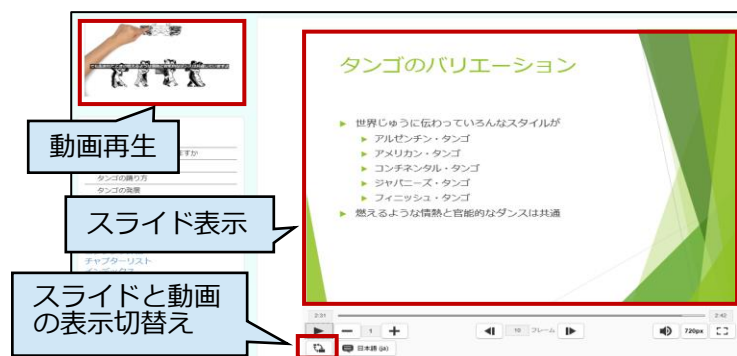 動画再生
ますか
タンゴの踊り方
タンゴの発展
スライド表示
チャプターリスト
スライドと動画
の表示切替え
タンゴのバリエーション
世界じゅうに伝わっていろんなスタイルが
アルゼンチン・タンゴ
アメリカン・タンゴ
コンチネンタル・タンゴ
ジャパニーズ・タンゴ
フィニッシュ・タンゴ
燃えるような情熱と官能的なダンスは共通
2:31
2:42
1
10 フレーム
720px
日本語 (ja)